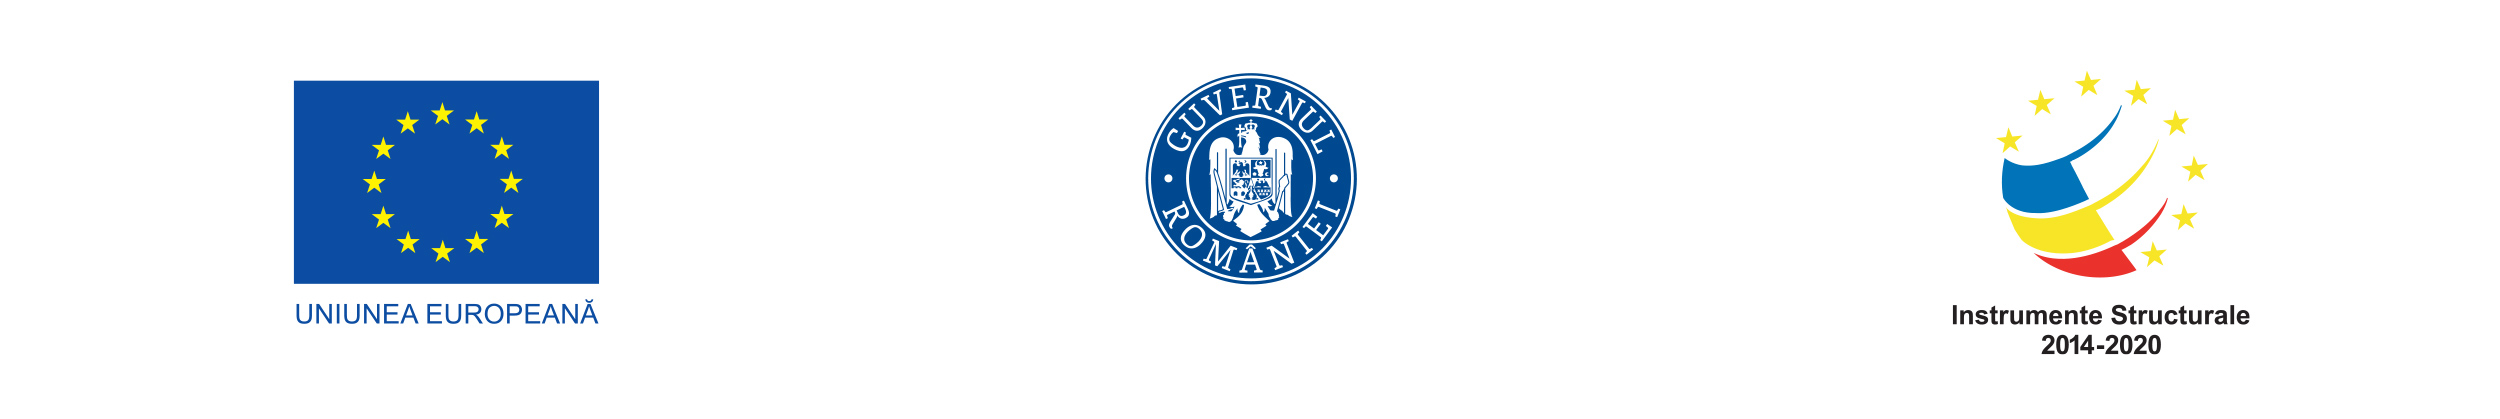 UNIUNEA EUROPEANĂ
GUVERNUL ROMÂNIEI
Instrumente Structurale
2014-2020